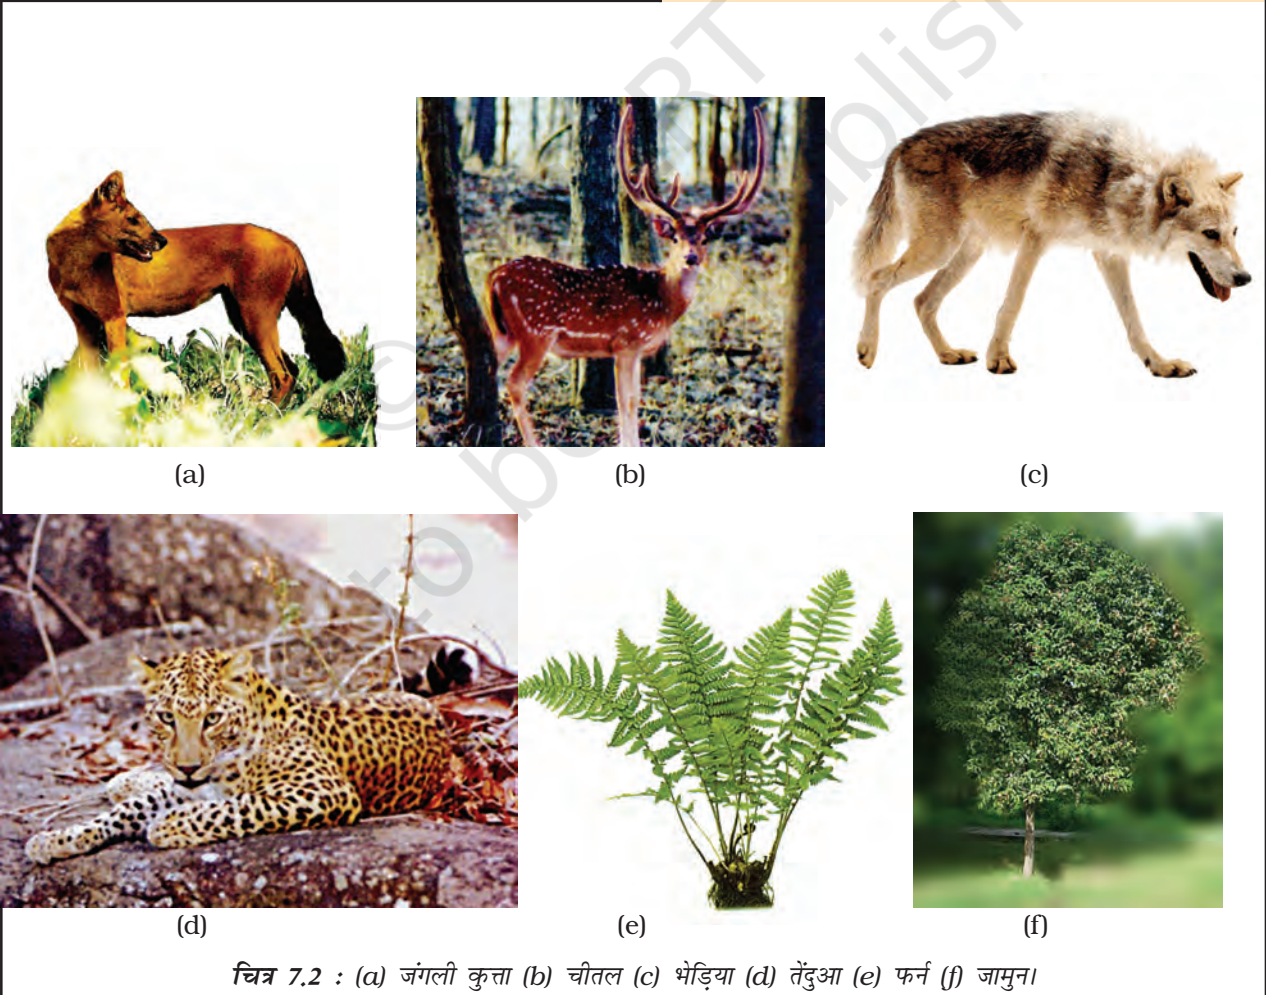 (a)
(b)
(c)
(d)
(e)
(f)
चित्र 7.2 : (a) जंगली कुत्ता (b) चीतल (c) भेड़िया (d) तेंदुआ (e) फर्न (f) जामुन।